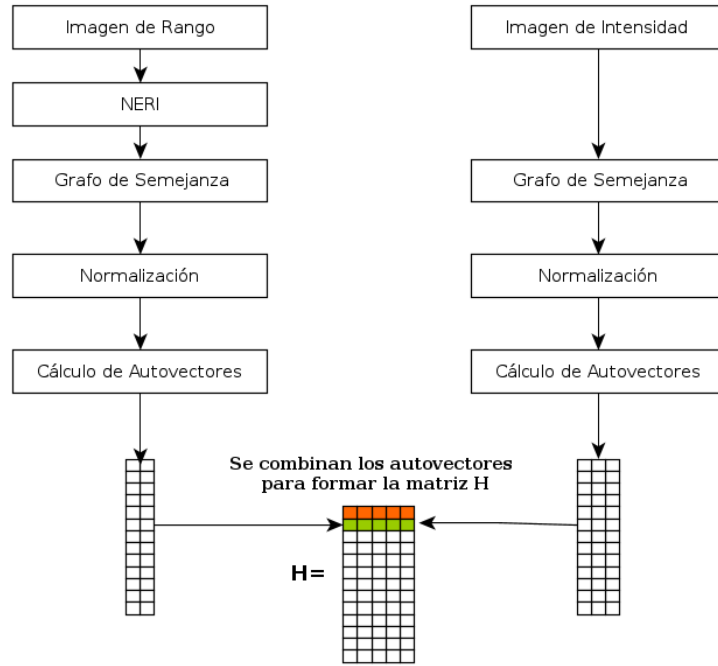 Imagen de Rango
NERI
Grafo de Semejanza
Normalización
Cálculo de Autovectores
Imagen de Intensidad
Grafo de Semejanza
Normalización
Cálculo de Autovectores
Se combinan los autovectores
para formar la matriz H
H=